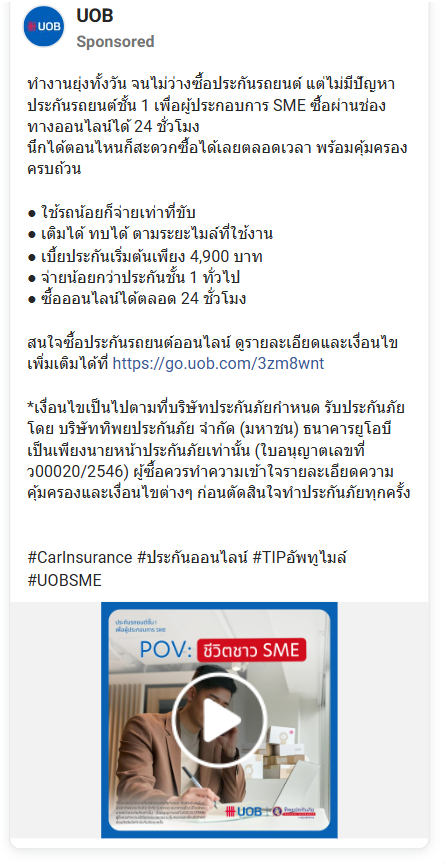 UOB
UOB
Sponsored
ทำงานยุ่งทั้งวัน จนไม่ว่างซื้อประกันรถยนต์ แต่ไม่มีปัญหา
ประกันรถยนต์ชั้น 1 เพื่อผู้ประกอบการ SME ซื้อผ่านช่อง
ทางออนไลน์ได้ 24 ชั่วโมง
นึกได้ตอนไหนก็สะดวกซื้อได้เลยตลอดเวลา พร้อมคุ้มครอง
ครบถ้วน
● ใช้รถน้อยก็จ่ายเท่าที่ขับ
● เติมได้ ทบได้ ตามระยะไมล์ที่ใช้งาน
● เบี้ยประกันเริ่มต้นเพียง 4,900 บาท
● จ่ายน้อยกว่าประกันชั้น 1 ทั่วไป
● ซื้อออนไลน์ได้ตลอด 24 ชั่วโมง
สนใจซื้อประกันรถยนต์ออนไลน์ ดูรายละเอียดและเงื่อนไข
เพิ่มเติมได้ที่ https://go.uob.com/3zm8wnt
*เงื่อนไขเป็นไปตามที่บริษัทประกันภัยกำหนด รับประกันภัย
โดย บริษัททิพยประกันภัย จำกัด (มหาชน) ธนาคารยูโอบี
เป็นเพียงนายหน้าประกันภัยเท่านั้น (ใบอนุญาตเลขที่
ว00020/2546) ผู้ซื้อควรทำความเข้าใจรายละเอียดความ
คุ้มครองและเงื่อนไขต่างๆ ก่อนตัดสินใจทำประกันภัยทุกครั้ง
#CarInsurance #ประกันออนไลน์ #TIPอัพทูไมล์
#UOBSME
ประกันรถยนต์ชั้น 1
เพื่อผู้ประกอบการ SME
POV: ชีวิตชาว SME
UOB ทิพยประกันภัย